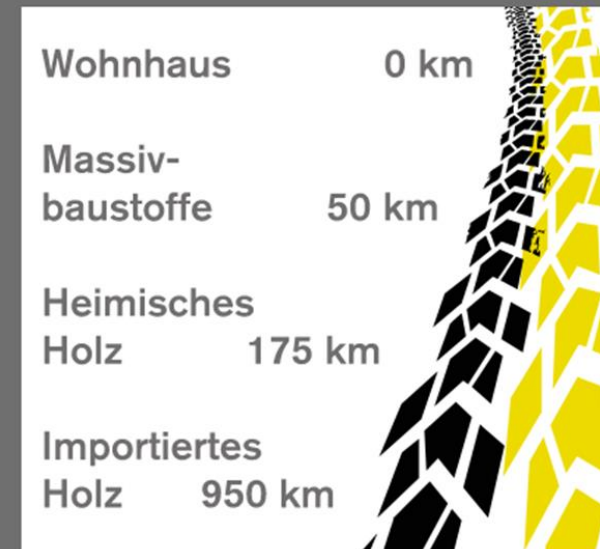 Wohnhaus 0 km
Massiv-
baustoffe 50 km
Heimisches
Holz 175 km
Importiertes
Holz 950 km